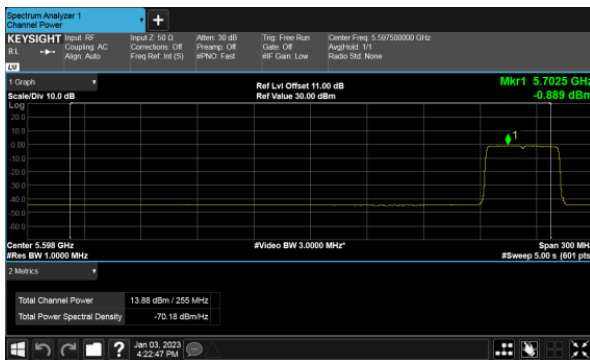 Spectrum Analyzer 1
Channel Power
KEYSIGHT Input: RF Input Z: 50 Ω Atten: 30 dB Trig: Free Run Center Freq: 5.597500000 GHz
RL Coupling: AC Corrections: Off Preamp: Off Gate: Off Avg|Hold: 1/1
Align: Auto Freq Ref: Int (S) #PNO: Fast #IF Gain: Low Radio Std: None
LXI
1 Graph Ref Lvl Offset 11.00 dB Mkr1 5.7025 GHz
Scale/Div 10.0 dB Ref Value 30.00 dBm -0.889 dBm
Log
20.0
10.0
1
0.00
-10.0
-20.0
-30.0
-40.0
-50.0
-60.0
Center 5.598 GHz #Video BW 3.0000 MHz* Span 300 MHz
#Res BW 1.0000 MHz #Sweep 5.00 s (601 pts)
2 Metrics
Total Channel Power 13.88 dBm / 255 MHz
Total Power Spectral Density -70.18 dBm/Hz
? Jan 03, 2023
4:22:47 PM